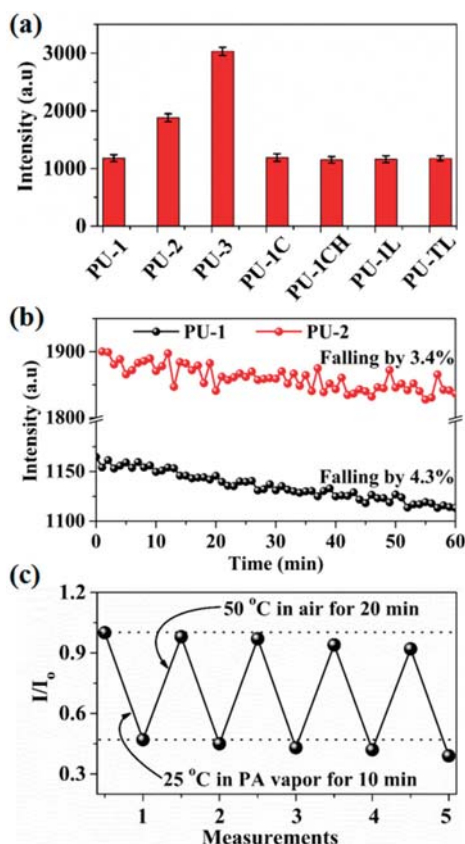 (a)
Intensity (a.u)
3000
2000
1000
0
PU-1
PU-2
PU-3
PU-1C
PU-1CH
PU-1L
PU-TL
(b)
Intensity (a.u)
PU-1
PU-2
1900
Falling by 3.4%
1800
1150
Falling by 4.3%
1100
0 10 20 30 40 50 60
Time (min)
(c)
I/Io
1.2
50 °C in air for 20 min
0.9
0.6
25 °C in PA vapor for 10 min
0.3
1 2 3 4 5
Measurements